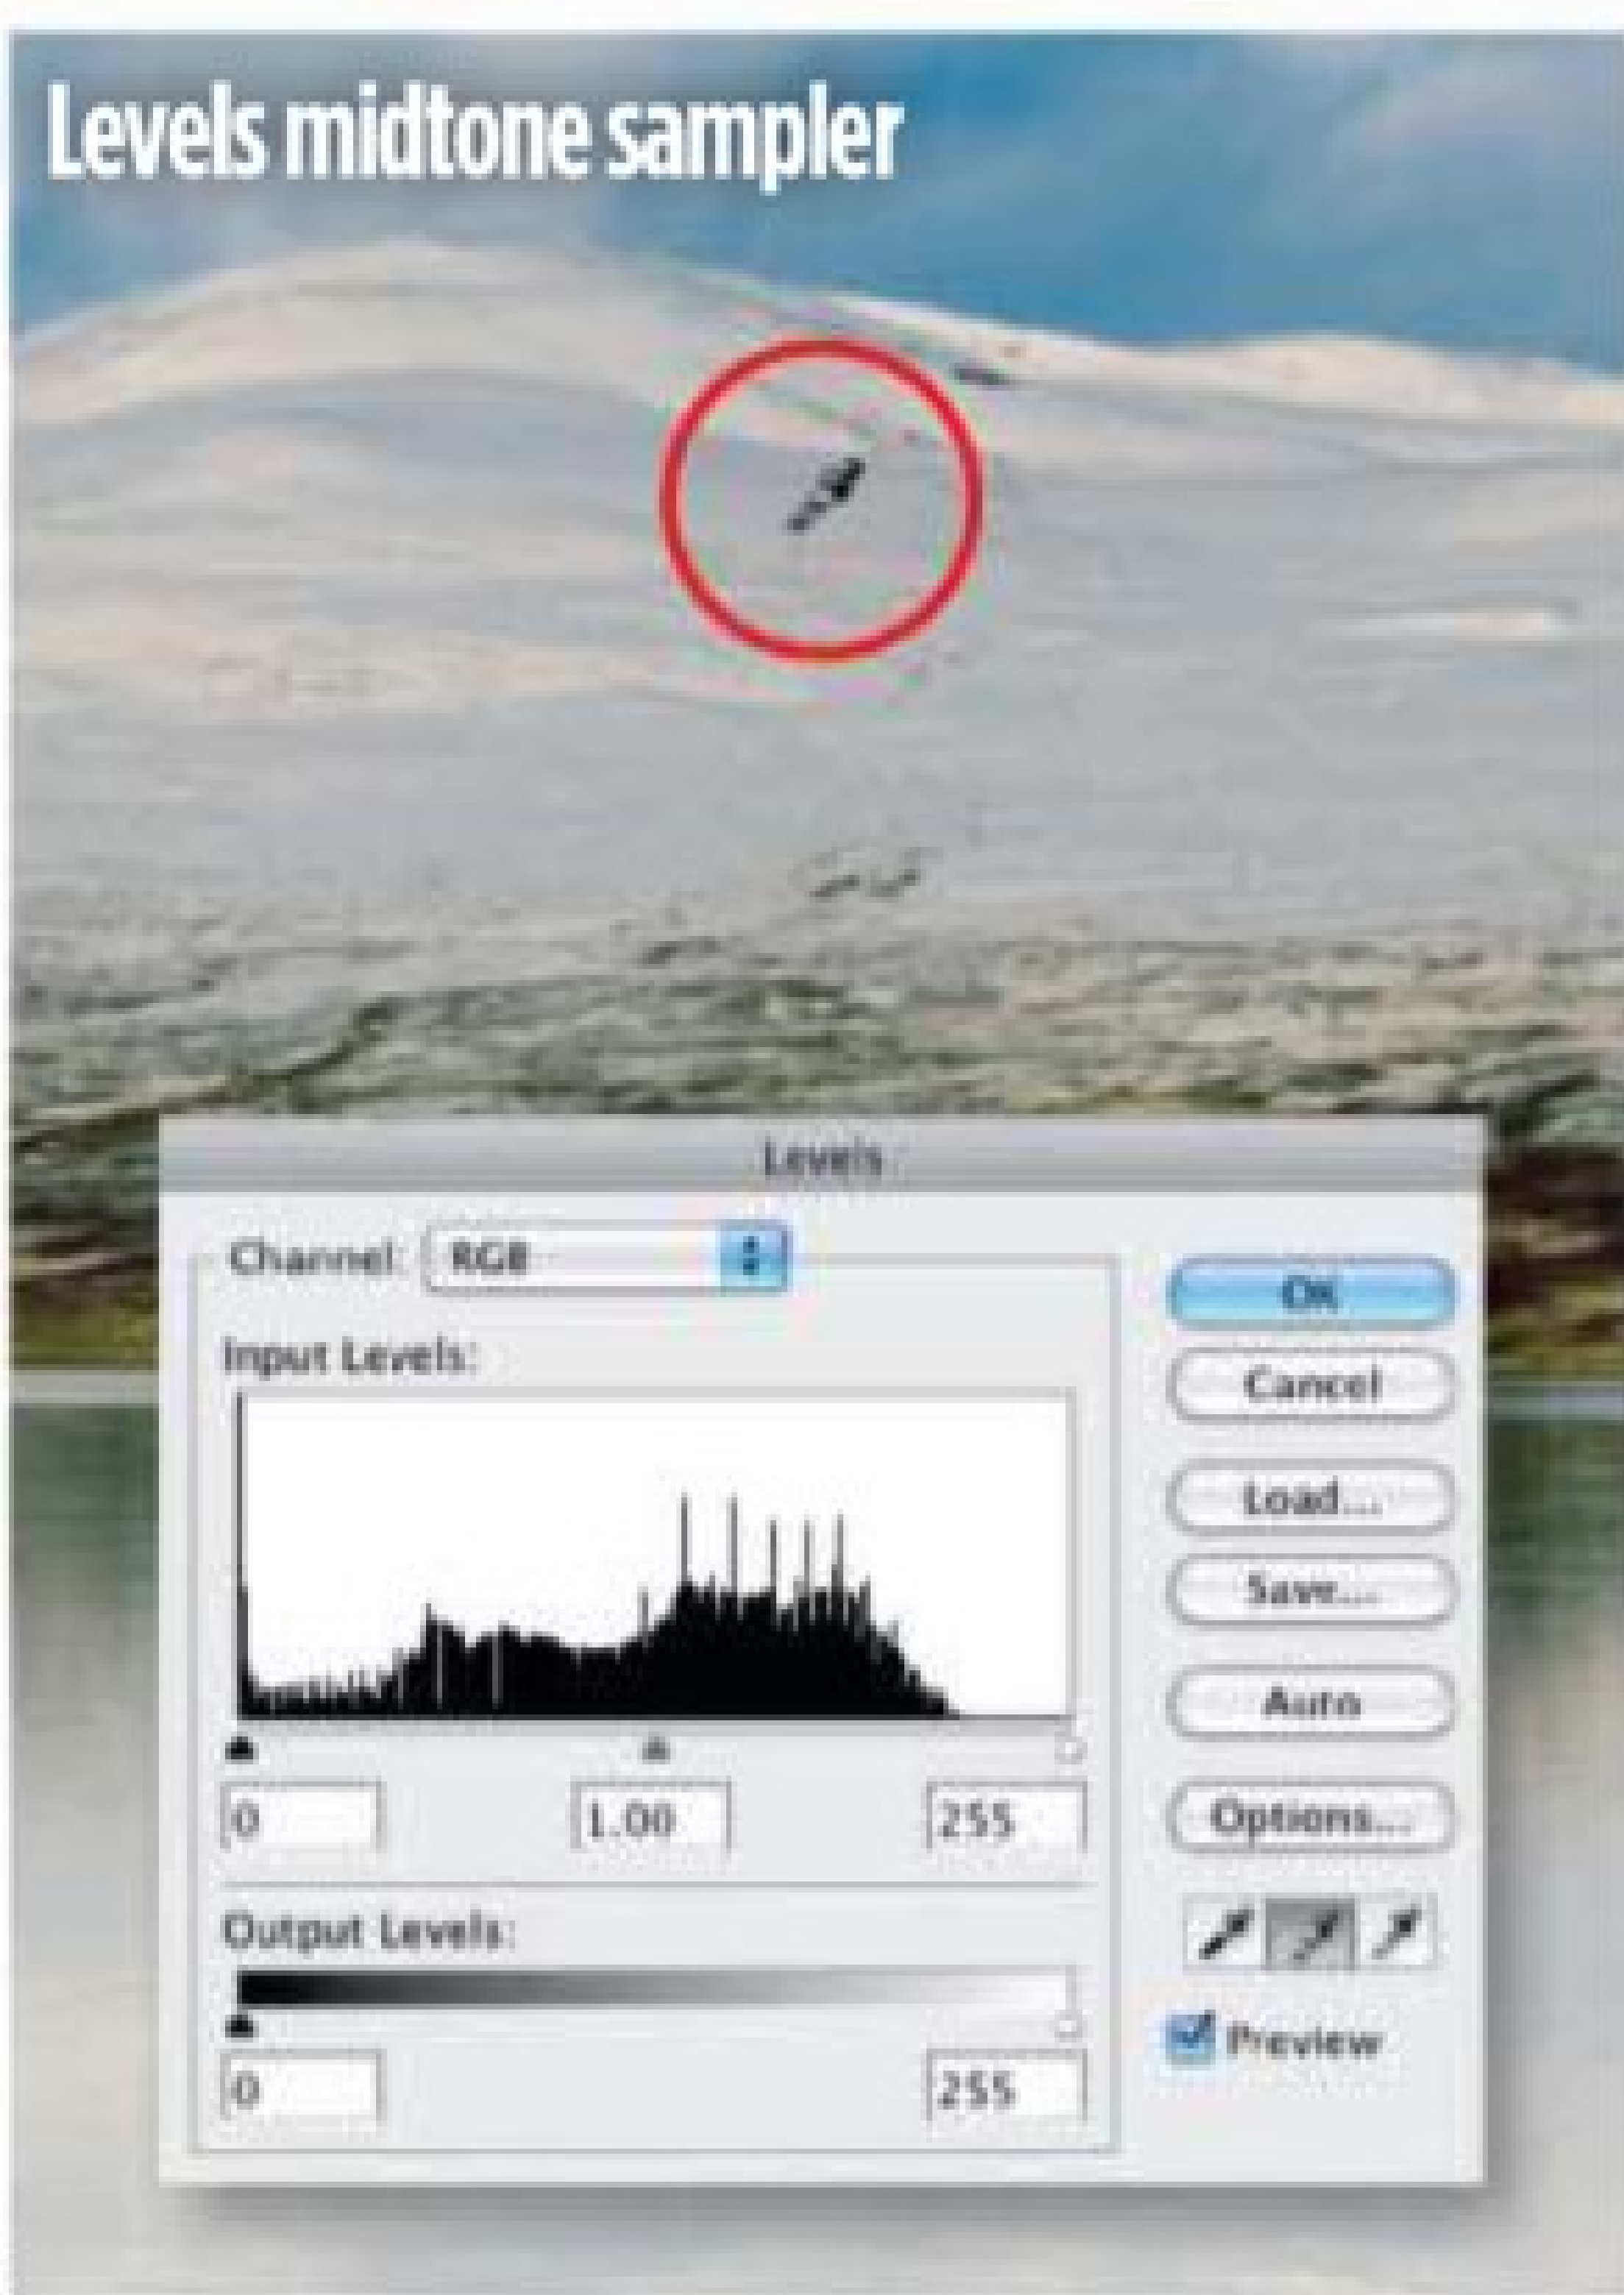 Levels midtone sampler
Levels
Channel: RGB
OK
Input Levels:
Cancel
Load...
Save...
Auto
0 1.00 255
Options...
Output Levels:
Preview
0 255